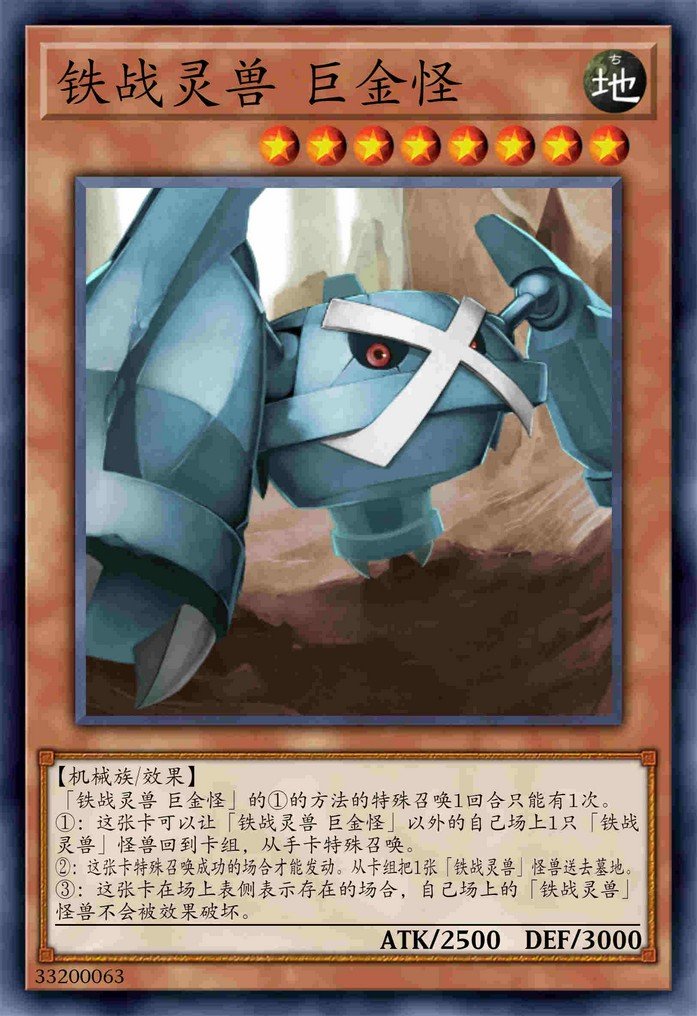 铁战灵兽 巨金怪
ち
地
【机械族/效果】
「铁战灵兽 巨金怪」的①的方法的特殊召唤1回合只能有1次。
①：这张卡可以让「铁战灵兽 巨金怪」以外的自己场上1只「铁战
灵兽」怪兽回到卡组，从手卡特殊召唤。
②：这张卡特殊召唤成功的场合才能发动。从卡组把1张「铁战灵兽」怪兽送去墓地。
③：这张卡在场上表侧表示存在的场合，自己场上的「铁战灵兽」
怪兽不会被效果破坏。
ATK/2500 DEF/3000
33200063